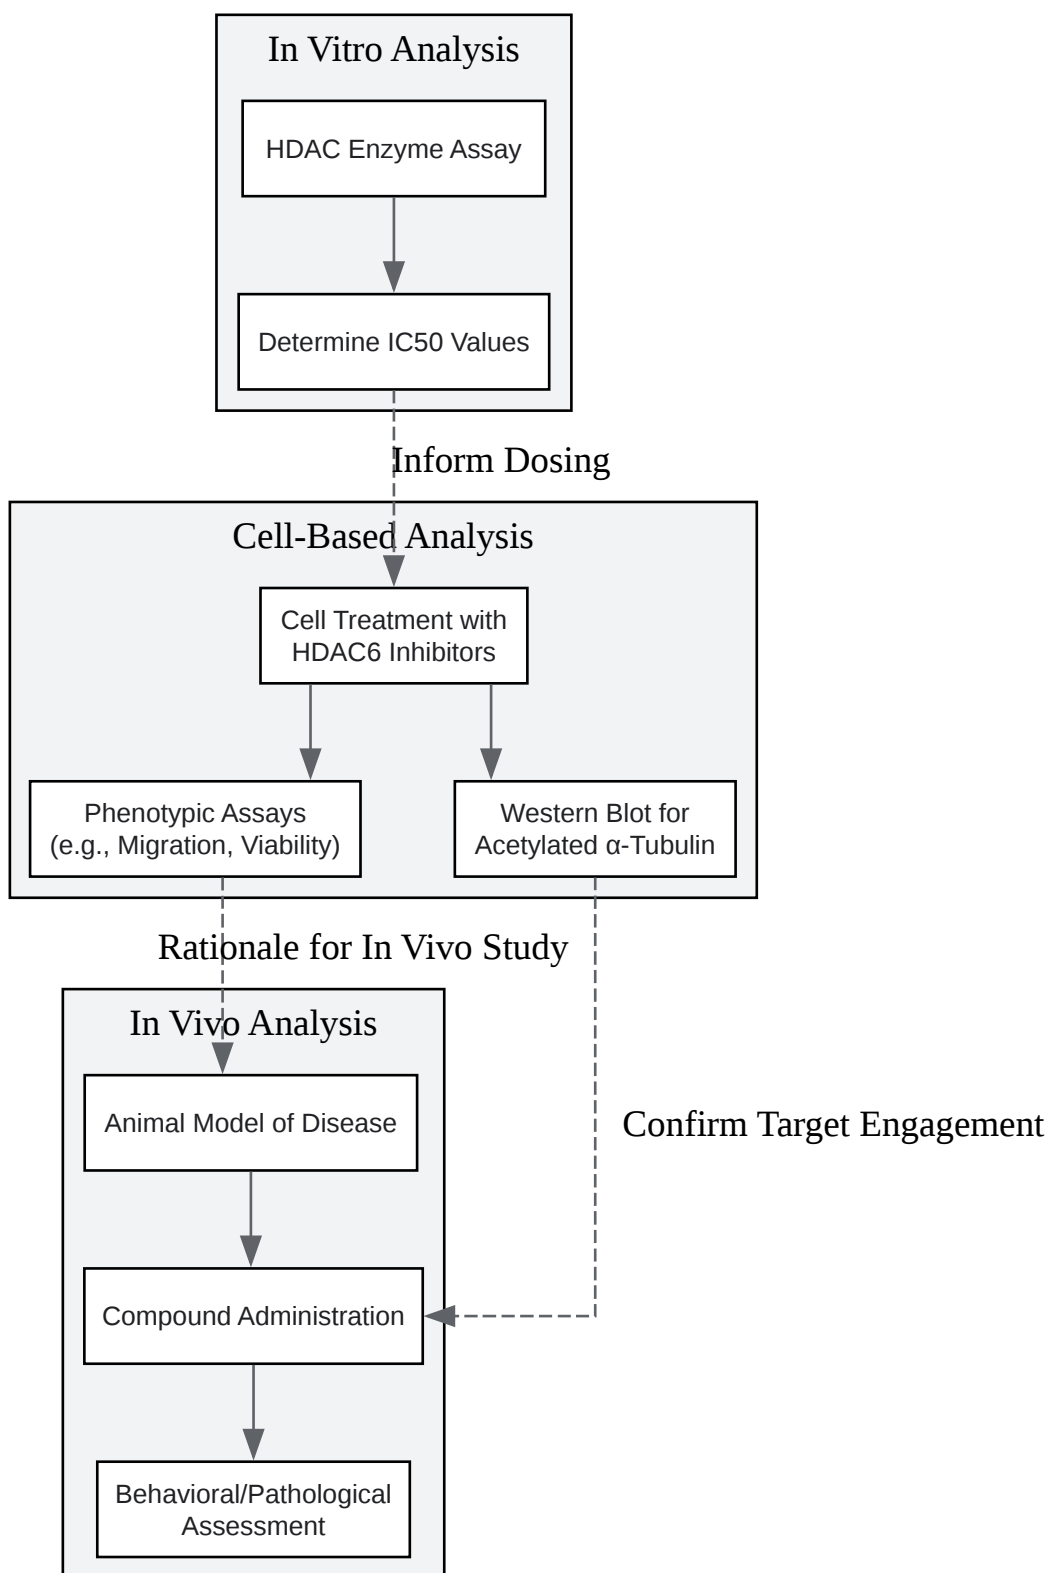 In Vitro Analysis
HDAC Enzyme Assay
Determine IC50 Values
Inform Dosing
Cell-Based Analysis
Cell Treatment with
HDAC6 Inhibitors
Phenotypic Assays
(e.g., Migration, Viability)
Western Blot for
Acetylated α-Tubulin
Rationale for In Vivo Study
In Vivo Analysis
Animal Model of Disease
Confirm Target Engagement
Compound Administration
Behavioral/Pathological
Assessment